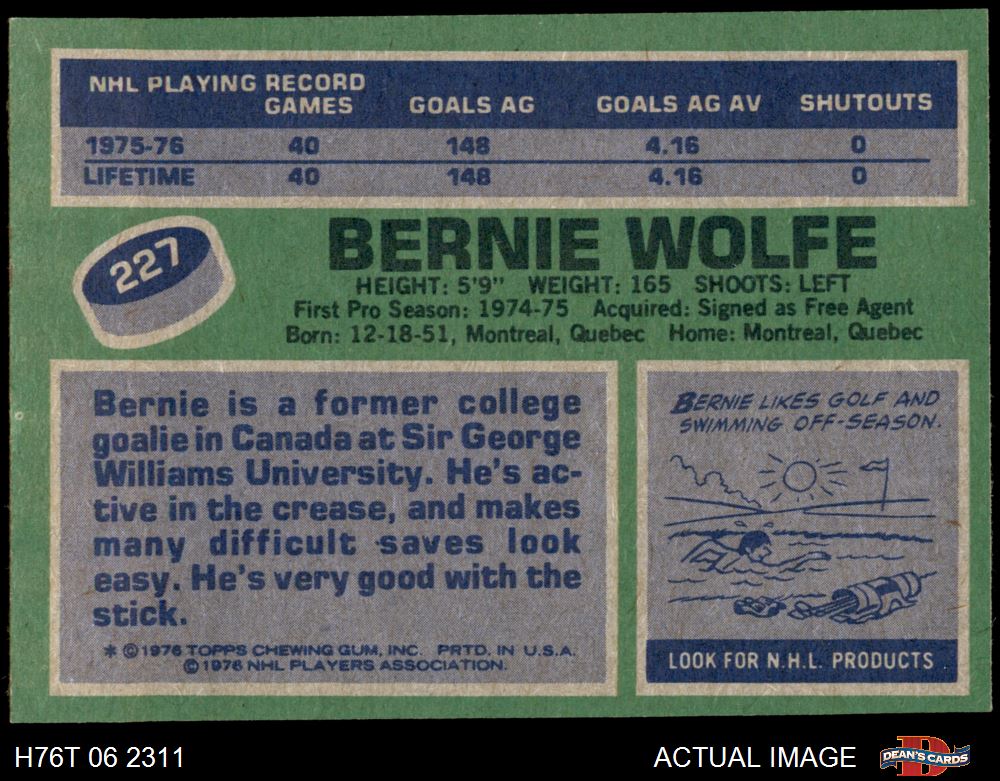 NHL PLAYING RECORD
GAMES GOALS AG GOALS AG AV SHUTOUTS
1975-76 40 148 4.16 0
LIFETIME 40 148 4.16 0
227
BERNIE WOLFE
HEIGHT: 5'9" WEIGHT: 165 SHOOTS: LEFT
First Pro Season: 1974-75 Acquired: Signed as Free Agent
Born: 12-18-51, Montreal, Quebec Home: Montreal, Quebec
Bernie is a former college
goalie in Canada at Sir George
Williams University. He's ac-
tive in the crease, and makes
many difficult saves look
easy. He's very good with the
stick.
* © 1976 TOPPS CHEWING GUM, INC. PRTD. IN U.S.A.
© 1976 NHL PLAYERS ASSOCIATION.
BERNIE LIKES GOLF AND
SWIMMING OFF-SEASON.
LOOK FOR N.H.L. PRODUCTS
H76T 06 2311
ACTUAL IMAGE
DEAN'S CARDS